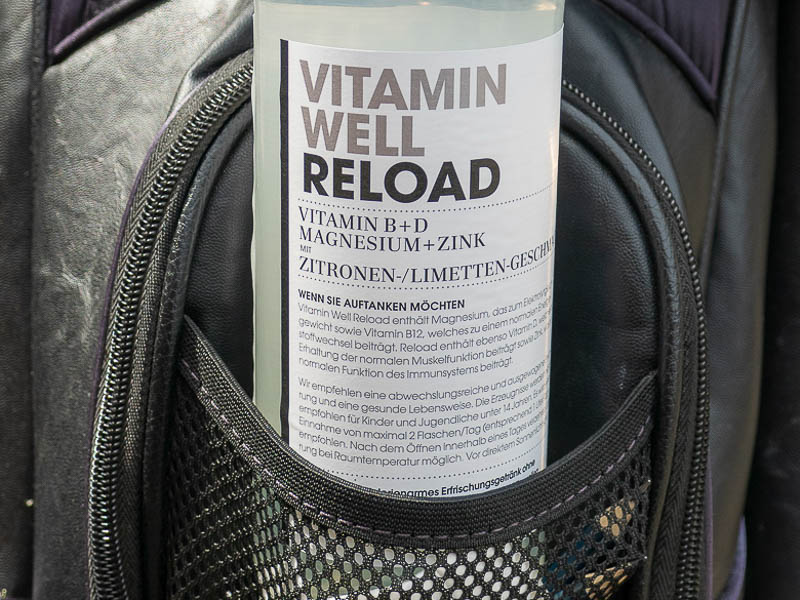 VITAMIN
WELL
RELOAD
VITAMIN B+D
MAGNESIUM+ZINK
MIT
ZITRONEN-/LIMETTEN-GESCHMA
WENN SIE AUFTANKEN MÖCHTEN
Vitamin Well Reload enthält Magnesium, das zum Elektrolyt
gewicht sowie Vitamin B12, welches zu einem normalen Energie
stoffwechsel beiträgt. Reload enthält ebenso Vitamin D,
Erhaltung der normalen Muskelfunktion beiträgt sowie Zink,
normalen Funktion des Immunsystems beiträgt.
Wir empfehlen eine abwechslungsreiche und ausgewogene
rung und eine gesunde Lebensweise. Die Erzeugnisse werden
empfohlen für Kinder und Jugendliche unter 14 Jahren.
Einnahme von maximal 2 Flaschen/Tag (entsprechend 1
empfohlen. Nach dem Öffnen innerhalb eines Tages
rung bei Raumtemperatur möglich. Vor direktem
Erfrischungsgetränk ohne